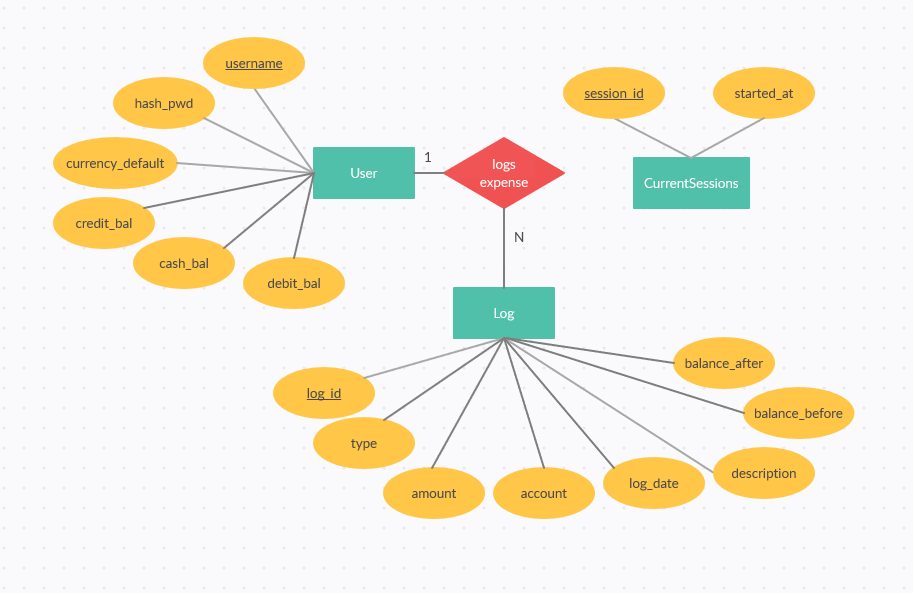 username
hash_pwd
session_id
started_at
currency_default
1
logs
expense
User
CurrentSessions
credit_bal
N
cash_bal
debit_bal
Log
balance_after
log_id
balance_before
type
description
amount
account
log_date